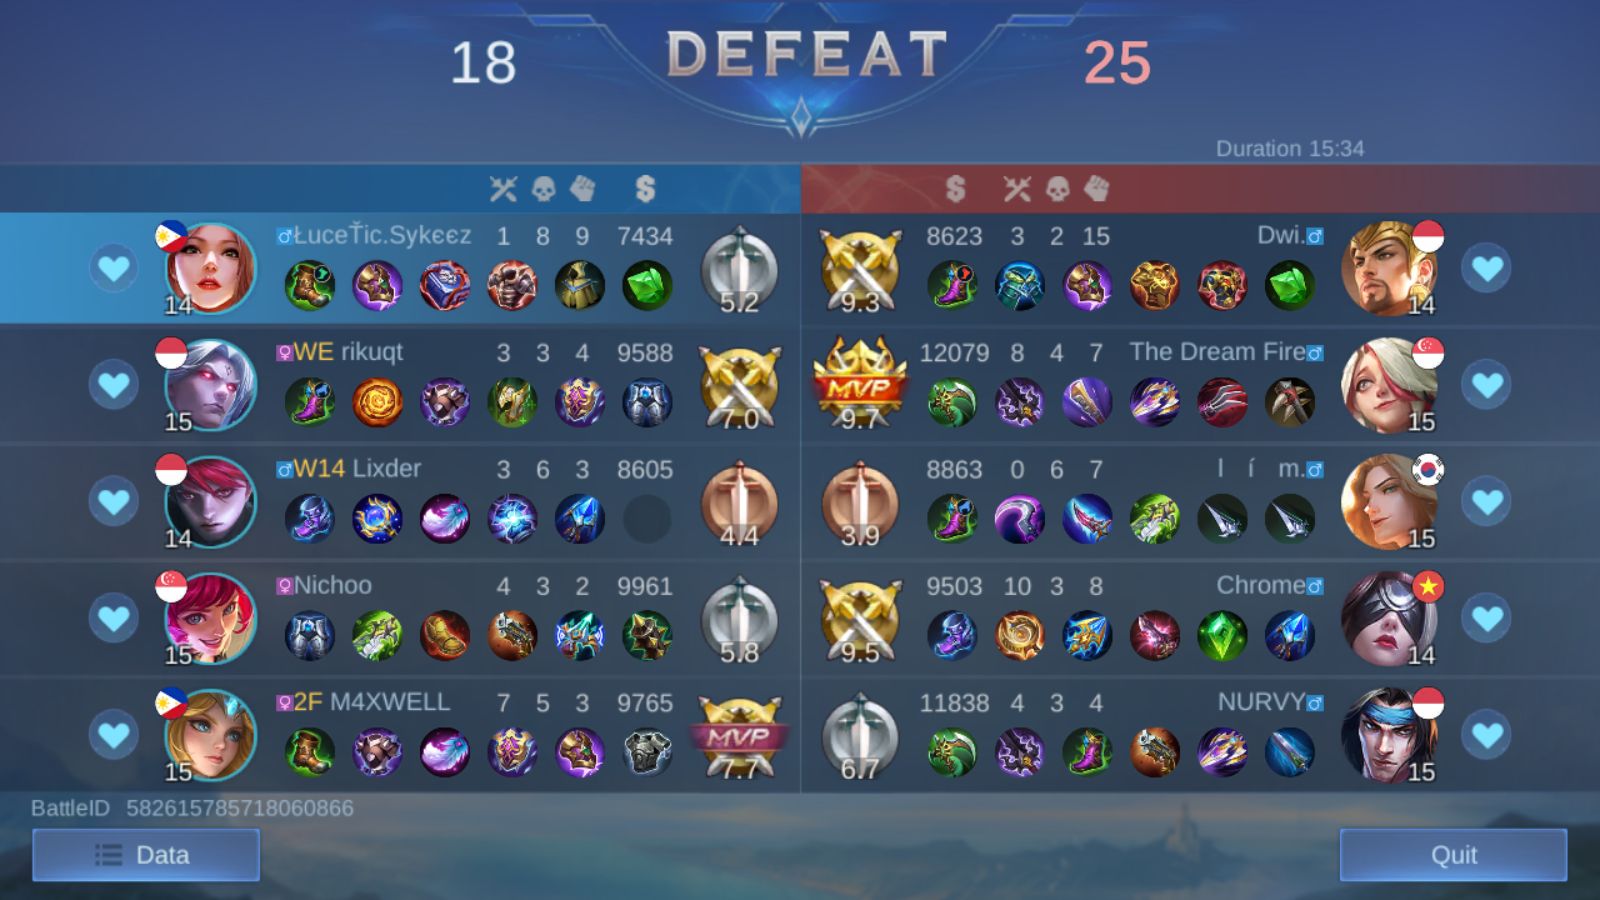 18 DEFEAT 25
Duration 15:34
ŁuceŤic.Sykєєz 1 8 9 7434
14 5.2
8623 3 2 15 Dwi.
9.3 14
WE rikuqt 3 3 4 9588
15 7.0
12079 8 4 7 The Dream Fire
MVP 9.7 15
W14 Lixder 3 6 3 8605
14 4.4
8863 0 6 7 l í m.
3.9 15
Nichoo 4 3 2 9961
15 5.8
9503 10 3 8 Chrome
9.5 14
2F M4XWELL 7 5 3 9765
15 MVP 7.7
11838 4 3 4 NURVY
6.7 15
BattleID 582615785718060866
Data
Quit